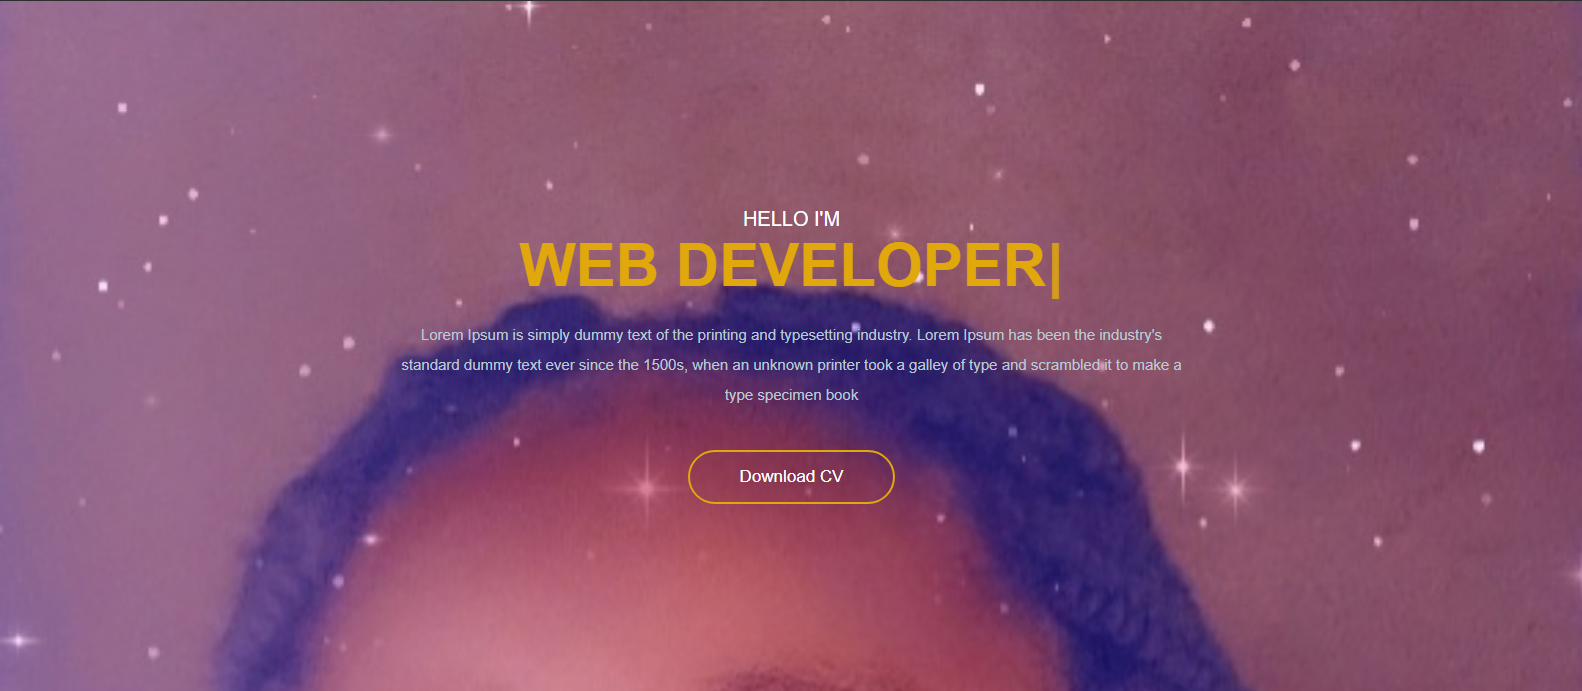 HELLO I'M
WEB DEVELOPER|
Lorem Ipsum is simply dummy text of the printing and typesetting industry. Lorem Ipsum has been the industry's
standard dummy text ever since the 1500s, when an unknown printer took a galley of type and scrambled it to make a
type specimen book
Download CV